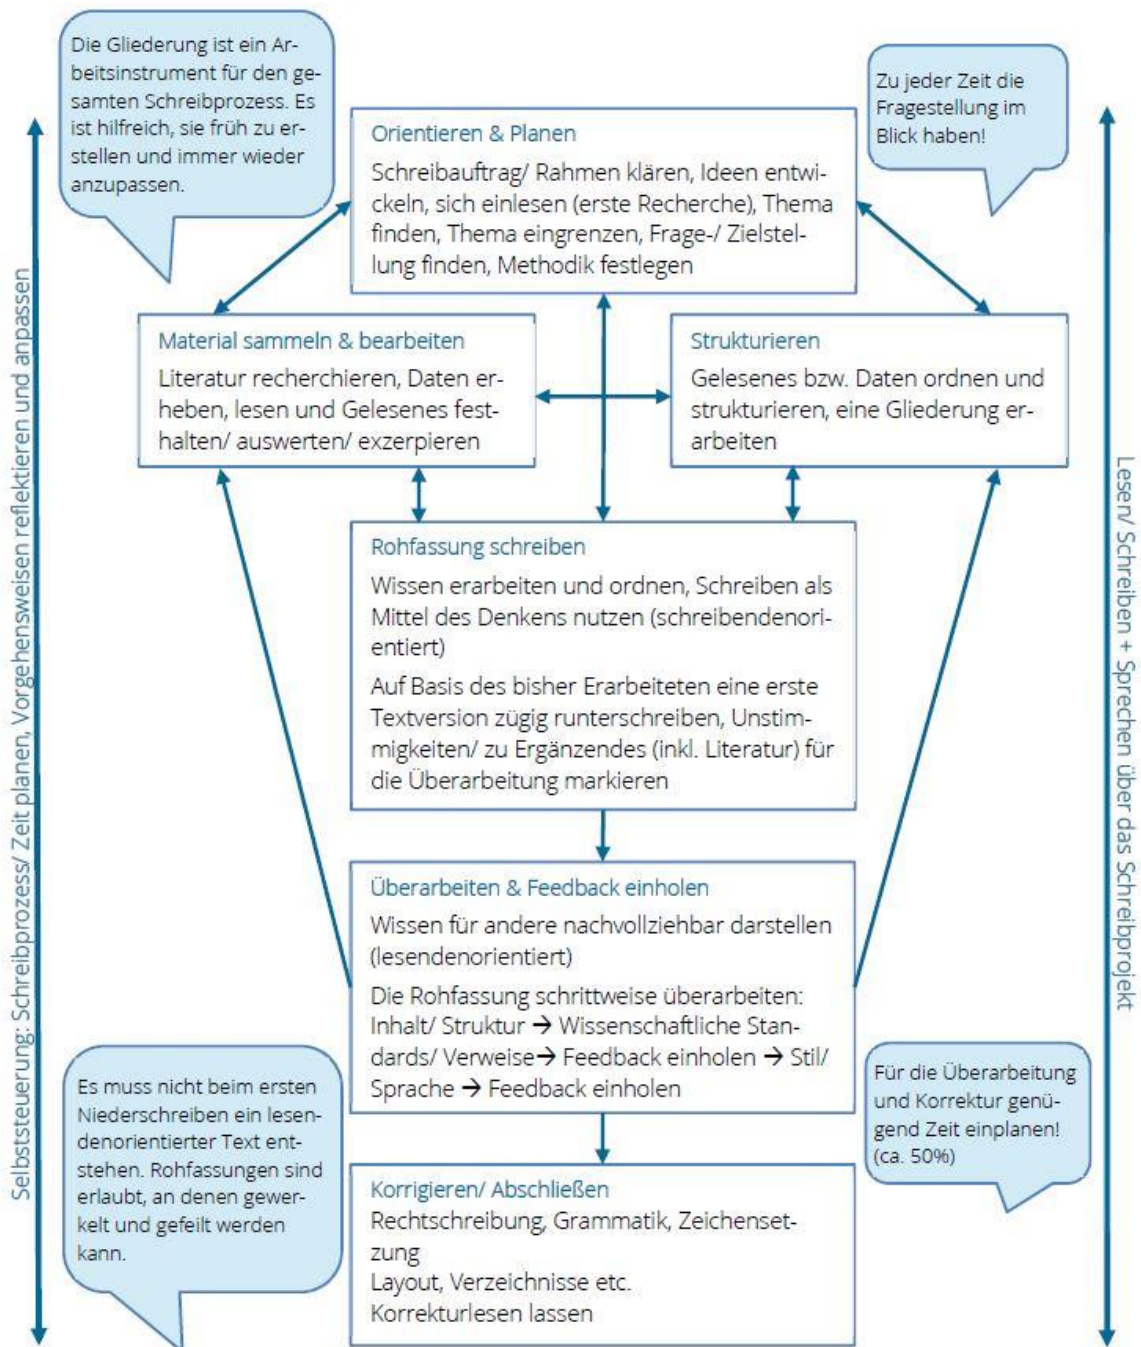 Die Gliederung ist ein Ar-
beitsinstrument für den ge-
samten Schreibprozess. Es
ist hilfreich, sie früh zu er-
stellen und immer wieder
anzupassen.
Zu jeder Zeit die
Fragestellung im
Blick haben!
Orientieren & Planen
Schreibauftrag/ Rahmen klären, Ideen entwi-
ckeln, sich einlesen (erste Recherche), Thema
finden, Thema eingrenzen, Frage-/ Zielstel-
lung finden, Methodik festlegen
Material sammeln & bearbeiten
Literatur recherchieren, Daten er-
heben, lesen und Gelesenes fest-
halten/ auswerten/ exzerpieren
Strukturieren
Gelesenes bzw. Daten ordnen und
strukturieren, eine Gliederung er-
arbeiten
Rohfassung schreiben
Wissen erarbeiten und ordnen, Schreiben als
Mittel des Denkens nutzen (schreibendenori-
entiert)
Auf Basis des bisher Erarbeiteten eine erste
Textversion zügig runterschreiben, Unstim-
migkeiten/ zu Ergänzendes (inkl. Literatur) für
die Überarbeitung markieren
Überarbeiten & Feedback einholen
Wissen für andere nachvollziehbar darstellen
(lesendenorientiert)
Die Rohfassung schrittweise überarbeiten:
Inhalt/ Struktur → Wissenschaftliche Stan-
dards/ Verweise→ Feedback einholen → Stil/
Sprache → Feedback einholen
Es muss nicht beim ersten
Niederschreiben ein lesen-
denorientierter Text ent-
stehen. Rohfassungen sind
erlaubt, an denen gewer-
kelt und gefeilt werden
kann.
Für die Überarbeitung
und Korrektur genü-
gend Zeit einplanen!
(ca. 50%)
Korrigieren/ Abschließen
Rechtschreibung, Grammatik, Zeichenset-
zung
Layout, Verzeichnisse etc.
Korrekturlesen lassen
Selbststeuerung: Schreibprozess/ Zeit planen, Vorgehensweisen reflektieren und anpassen
Lesen/ Schreiben + Sprechen über das Schreibprojekt